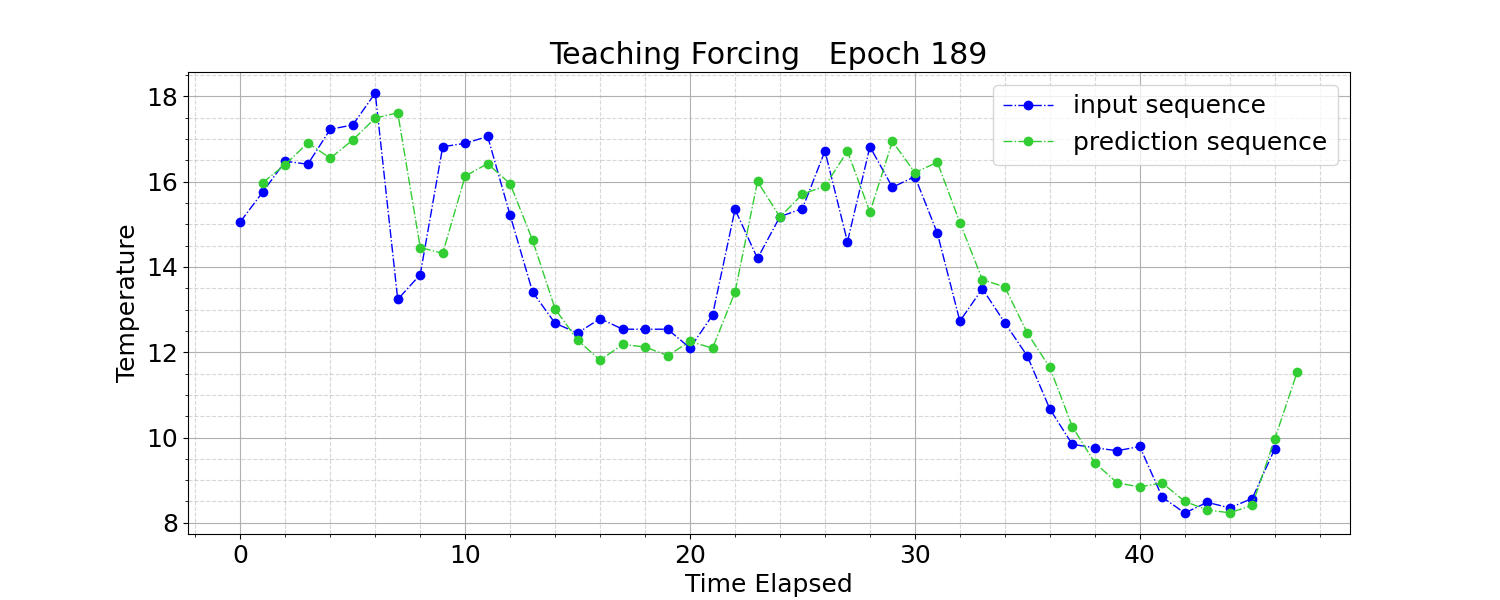 Teaching Forcing   Epoch 189
18
16
14
12
10
8
Temperature
input sequence
prediction sequence
0 10 20 30 40
Time Elapsed